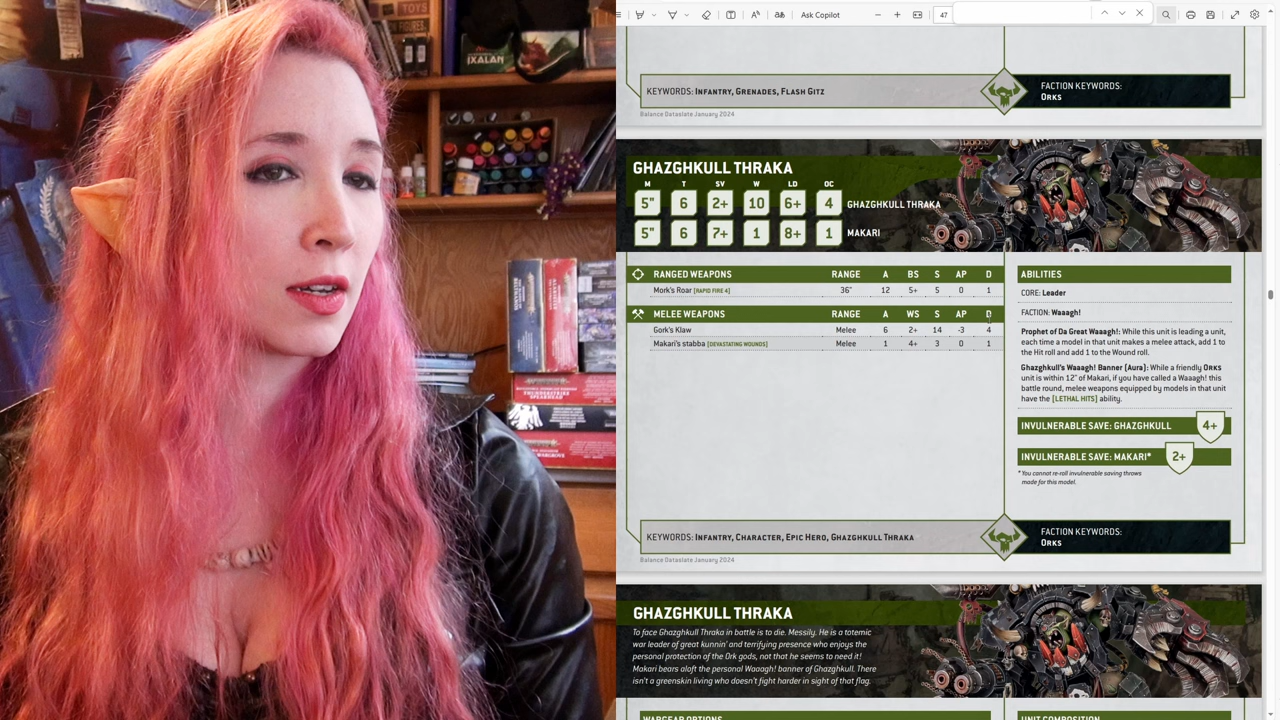 TOYS
FIGURES
IXALAN
Ask Copilot
47
KEYWORDS: INFANTRY, GRENADES, FLASH GITZ
FACTION KEYWORDS:
ORKS
Balance Dataslate January 2024
GHAZGHKULL THRAKA
M T SV W LD OC
5" 6 2+ 10 6+ 4 GHAZGHKULL THRAKA
5" 6 7+ 1 8+ 1 MAKARI
RANGED WEAPONS RANGE A BS S AP D
Mork's Roar [RAPID FIRE 4] 36" 12 5+ 5 0 1
MELEE WEAPONS RANGE A WS S AP D
Gork's Klaw Melee 6 2+ 14 -3 4
Makari's stabba [DEVASTATING WOUNDS] Melee 1 4+ 3 0 1
ABILITIES
CORE: Leader
FACTION: Waaagh!
Prophet of Da Great Waaagh!: While this unit is leading a unit,
each time a model in that unit makes a melee attack, add 1 to
the Hit roll and add 1 to the Wound roll.
Ghazghkull's Waaagh! Banner (Aura): While a friendly ORKS
unit is within 12" of Makari, if you have called a Waaagh! this
battle round, melee weapons equipped by models in that unit
have the [LETHAL HITS] ability.
INVULNERABLE SAVE: GHAZGHKULL 4+
INVULNERABLE SAVE: MAKARI* 2+
* You cannot re-roll invulnerable saving throws
made for this model.
KEYWORDS: INFANTRY, CHARACTER, EPIC HERO, GHAZGHKULL THRAKA
FACTION KEYWORDS:
ORKS
Balance Dataslate January 2024
GHAZGHKULL THRAKA
To face Ghazghkull Thraka in battle is to die. Messily. He is a totemic
war leader of great kunnin' and terrifying presence who enjoys the
personal protection of the Ork gods, not that he seems to need it!
Makari bears aloft the personal Waaagh! banner of Ghazghkull. There
isn't a greenskin living who doesn't fight harder in sight of that flag.
WARGEAR OPTIONS
UNIT COMPOSITION